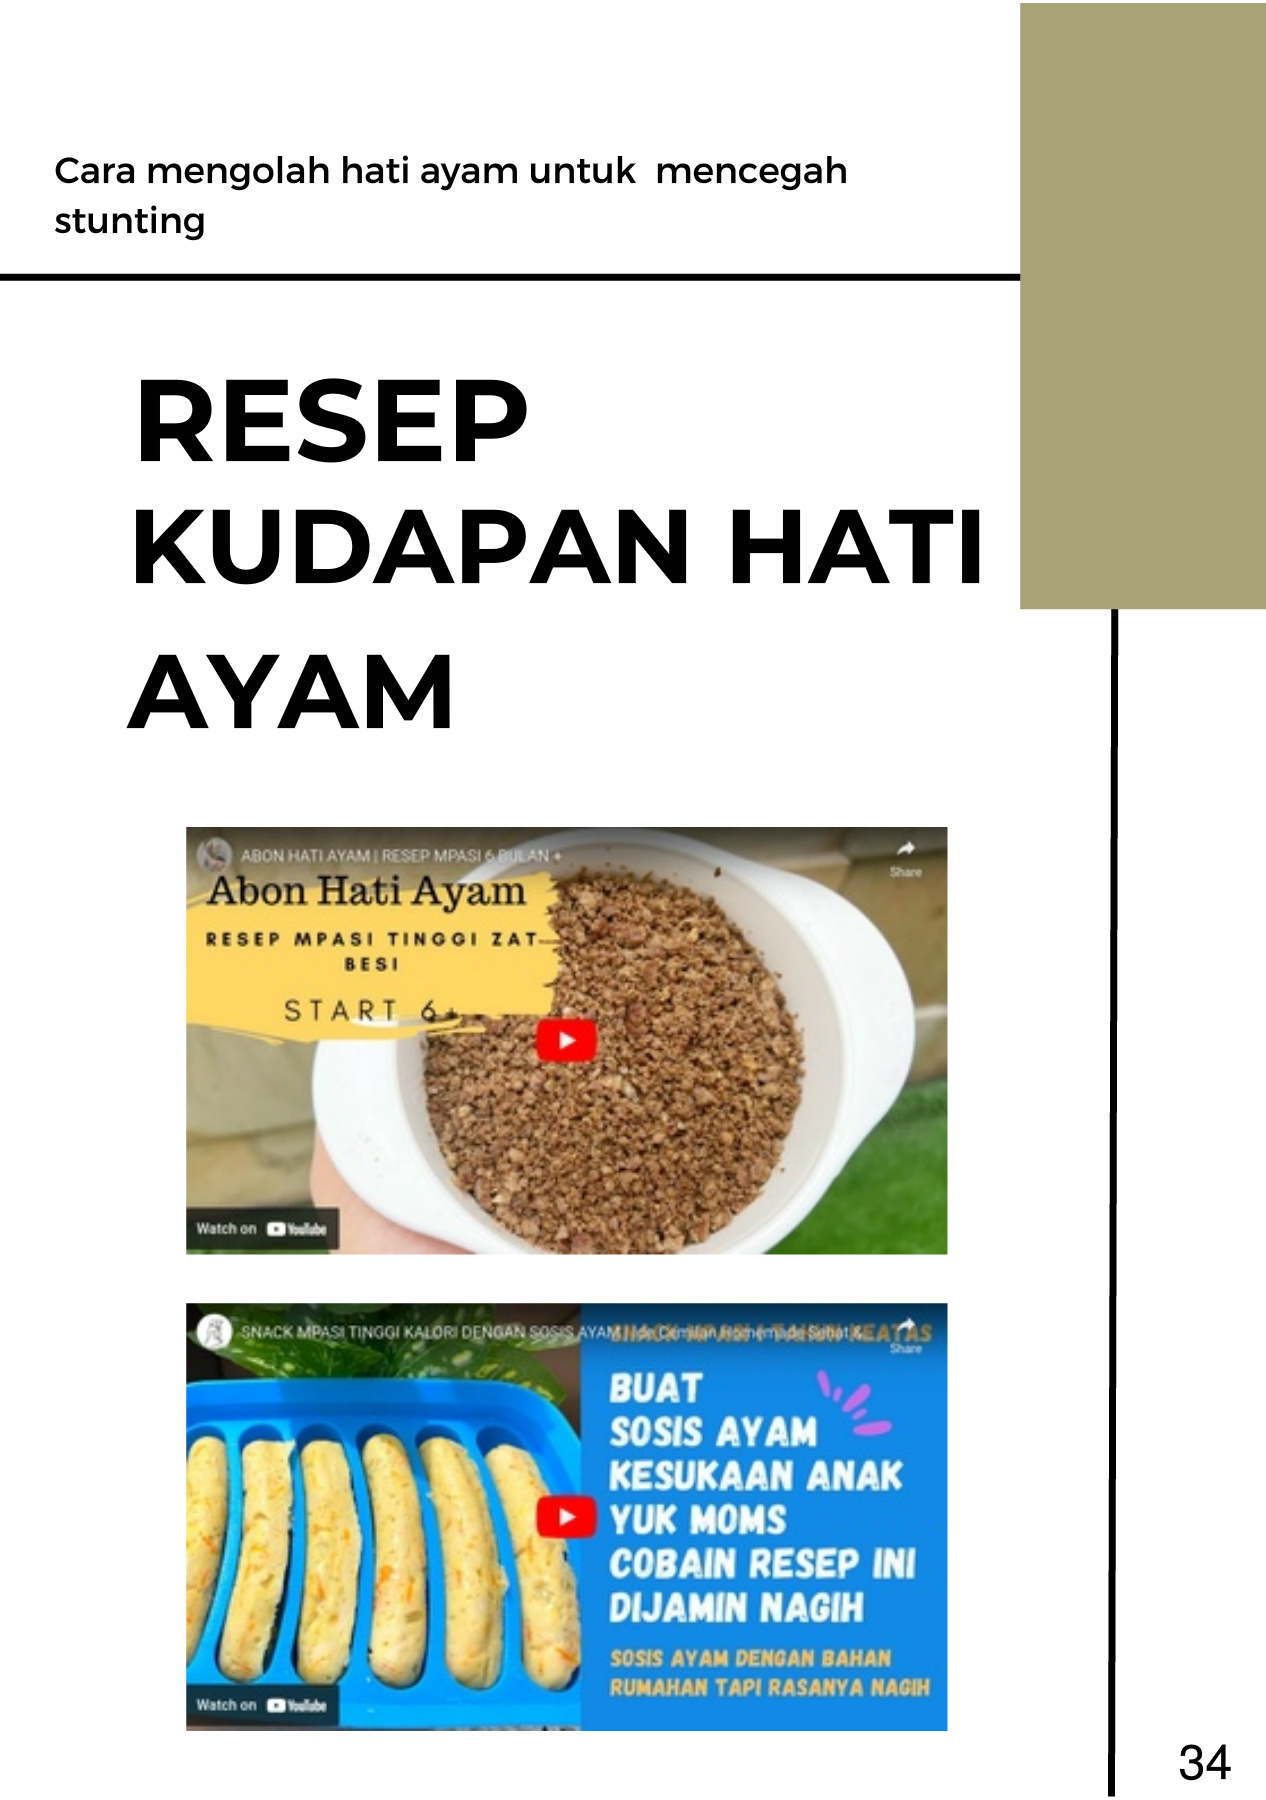 Cara mengolah hati ayam untuk mencegah
stunting
RESEP
KUDAPAN HATI
AYAM
ABON HATI AYAM | RESEP MPASI 6 BULAN +
Share
Abon Hati Ayam
RESEP MPASI TINGGI ZAT
BESI
START 6+
Watch on YouTube
SNACK MPASI TINGGI KALORI DENGAN SOSIS AYAM
Share
BUAT
SOSIS AYAM
KESUKAAN ANAK
YUK MOMS
COBAIN RESEP INI
DIJAMIN NAGIH
SOSIS AYAM DENGAN BAHAN
RUMAHAN TAPI RASANYA NAGIH
Watch on YouTube
34